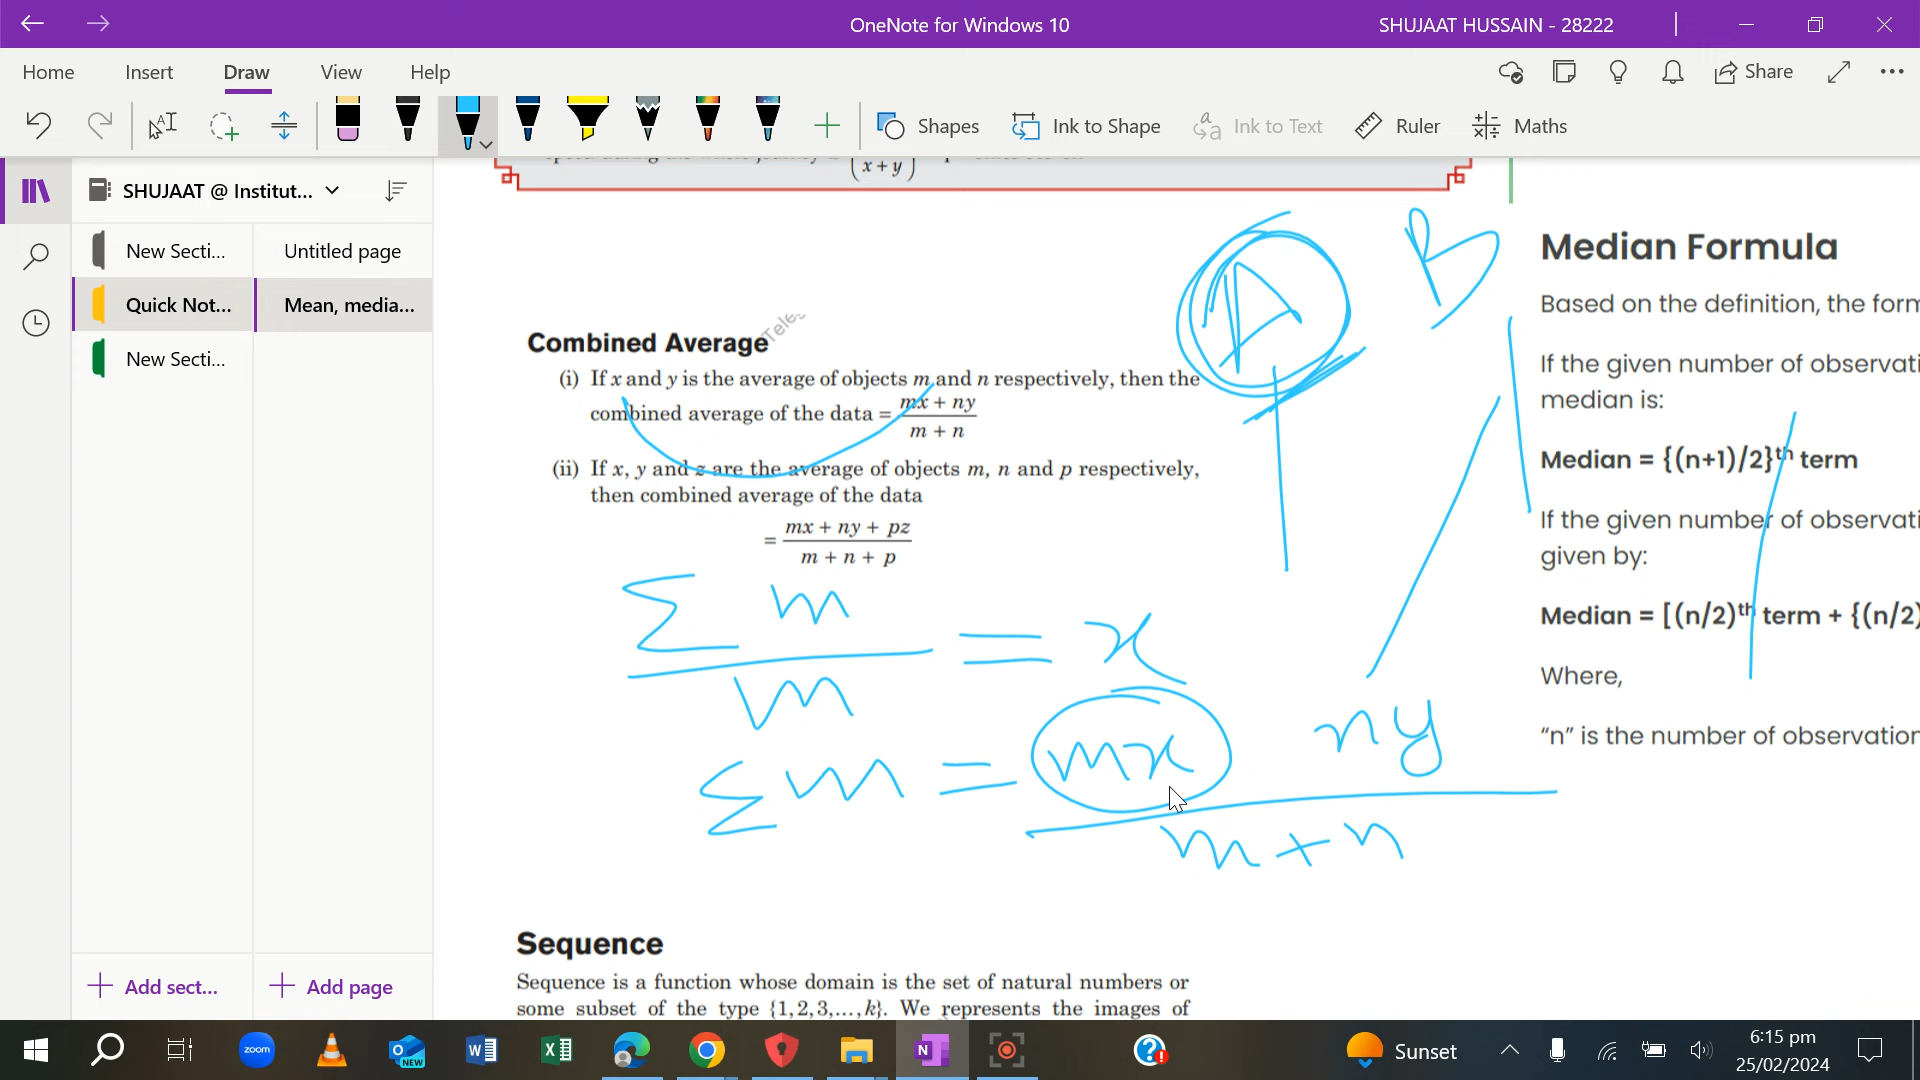 OneNote for Windows 10
SHUJAAT HUSSAIN - 28222
Home Insert Draw View Help
Share
Shapes Ink to Shape Ink to Text Ruler Maths
SHUJAAT @ Institut...
New Secti...
Quick Not...
New Secti...
Untitled page
Mean, media...
Add sect...
Add page
(x + y)
Combined Average
(i) If x and y is the average of objects m and n respectively, then the
combined average of the data = mx + ny
m + n
(ii) If x, y and z are the average of objects m, n and p respectively,
then combined average of the data
= mx + ny + pz
m + n + p
A B
Σ m
m
= x
Σ m = mx ny
m + n
Sequence
Sequence is a function whose domain is the set of natural numbers or
some subset of the type {1,2,3,...,k}. We represents the images of
Median Formula
Based on the definition, the form
If the given number of observati
median is:
Median = {(n+1)/2}th term
If the given number of observati
given by:
Median = [(n/2)th term + {(n/2)
Where,
“n” is the number of observation
zoom
NEW
Sunset
6:15 pm
25/02/2024